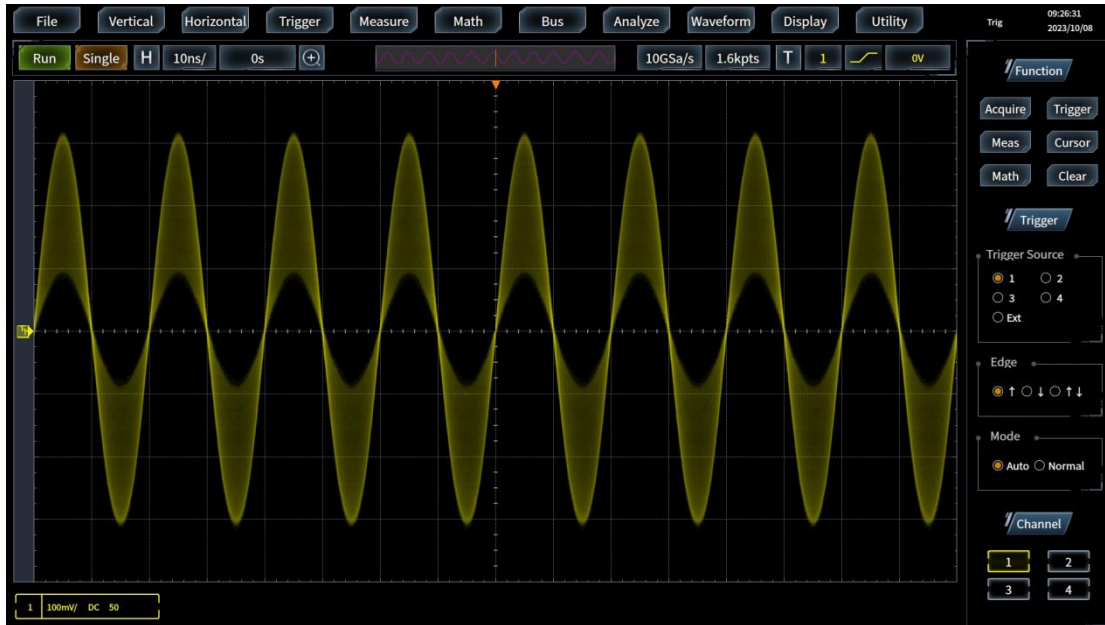 File Vertical Horizontal Trigger Measure Math Bus Analyze Waveform Display Utility Trig 09:26:31
2023/10/08
Run Single H 10ns/ 0s 10GSa/s 1.6kpts T 1 0V
Function
Acquire Trigger
Meas Cursor
Math Clear
Trigger
Trigger Source
1 2
3 4
Ext
Edge
↑ ↓ ↑↓
Mode
Auto Normal
Channel
1 2
3 4
1 100mV/ DC 50